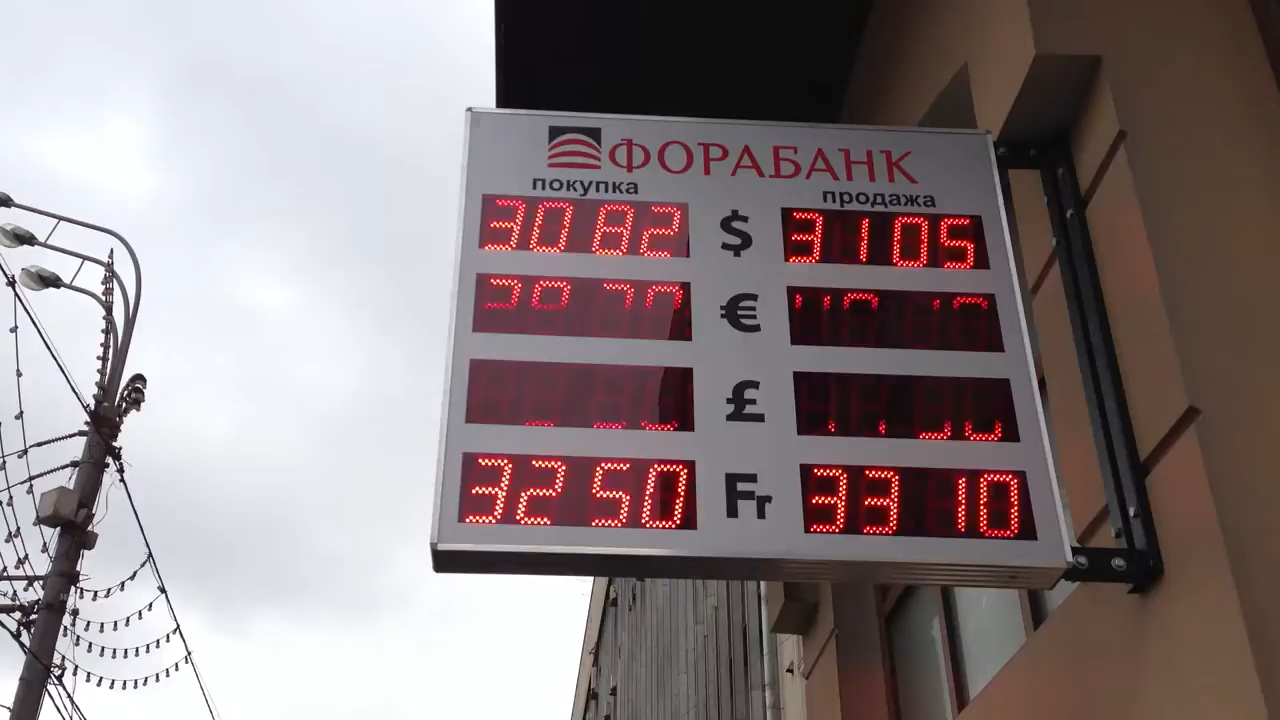 ФОРАБАНК
покупка продажа
30 82 $ 31 05
€
£
32 50 Fr 33 10